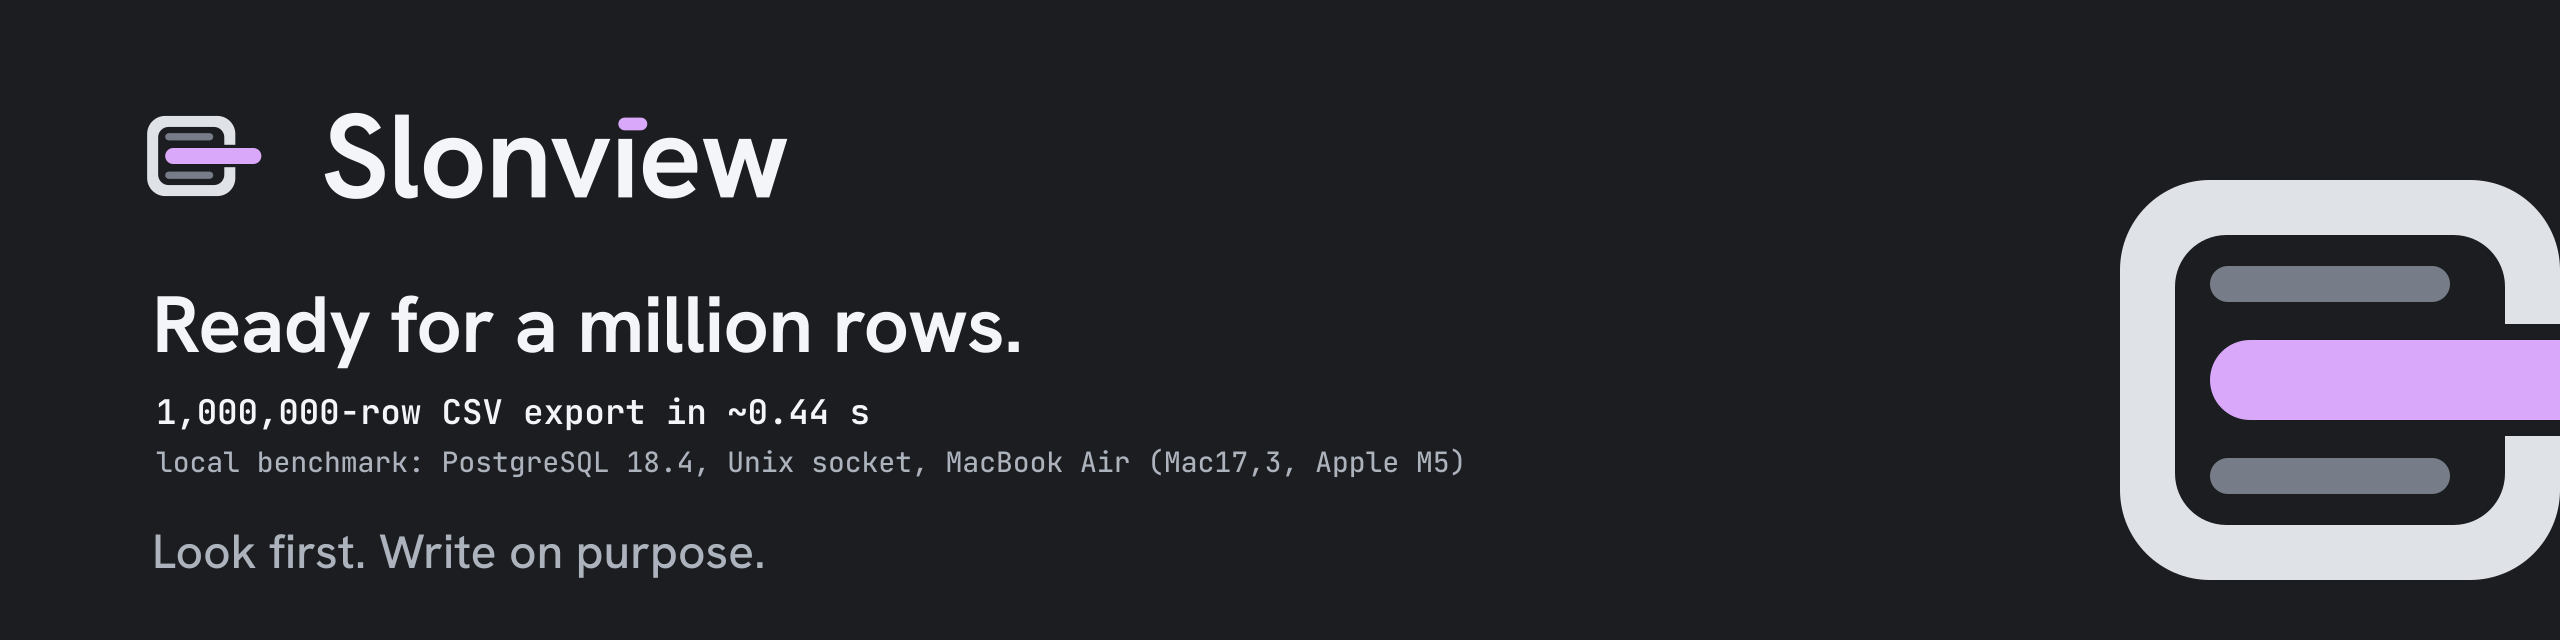 Slonview
Ready for a million rows.
1,000,000-row CSV export in ~0.44 s
local benchmark: PostgreSQL 18.4, Unix socket, MacBook Air (Mac17,3, Apple M5)
Look first. Write on purpose.